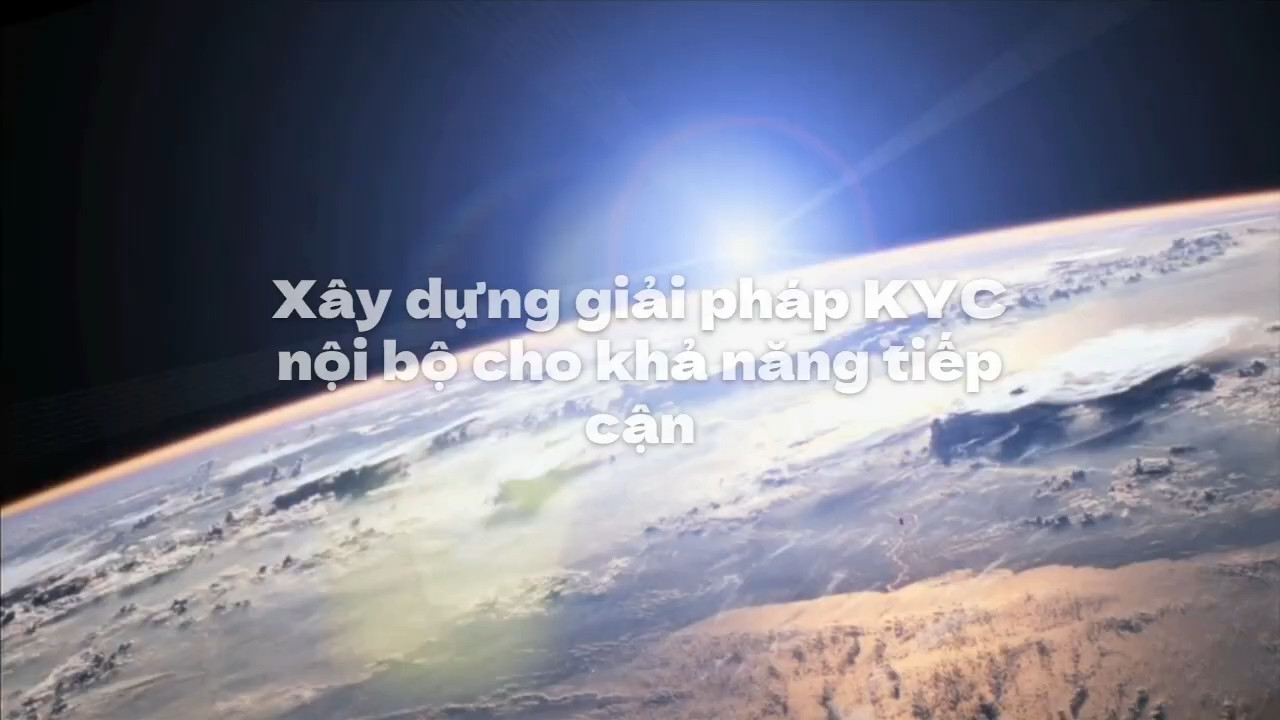 Xây dựng giải pháp KYC
nội bộ cho khả năng tiếp
cận